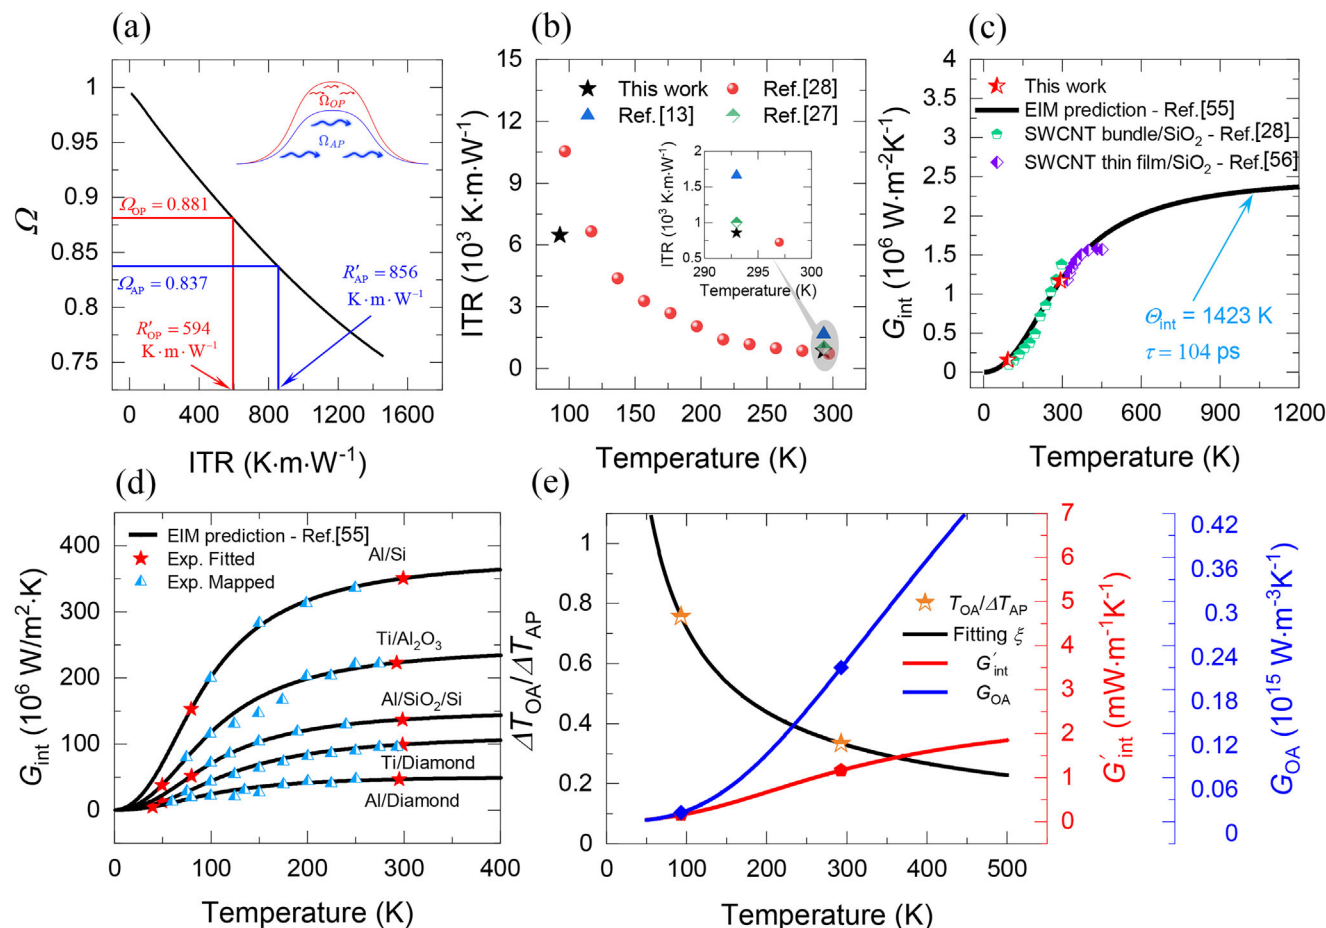 (a)
1
0.95
0.9
0.85
0.8
0.75
Ω
Ω_OP
Ω_AP
Ω_OP = 0.881
Ω_AP = 0.837
R′_AP = 856
K·m·W⁻¹
R′_OP = 594
K·m·W⁻¹
0 400 800 1200 1600
ITR (K·m·W⁻¹)
(b)
15
12
9
6
3
0
ITR (10³ K·m·W⁻¹)
This work Ref.[28]
Ref.[13] Ref.[27]
2.0
1.5
1.0
0.5
ITR (10³ K·m·W⁻¹)
290 295 300
Temperature (K)
100 150 200 250 300
Temperature (K)
(c)
4
3.5
3
2.5
2
1.5
1
0.5
0
G_int (10⁶ W·m⁻²K⁻¹)
This work
EIM prediction - Ref.[55]
SWCNT bundle/SiO₂ - Ref.[28]
SWCNT thin film/SiO₂ - Ref.[56]
Θ_int = 1423 K
τ = 104 ps
0 300 600 900 1200
Temperature (K)
(d)
400
300
200
100
0
G_int (10⁶ W/m²·K)
EIM prediction - Ref.[55]
Exp. Fitted
Exp. Mapped
Al/Si
Ti/Al₂O₃
Al/SiO₂/Si
Ti/Diamond
Al/Diamond
0 100 200 300 400
Temperature (K)
(e)
1
0.8
0.6
0.4
0.2
0
ΔT_OA/ΔT_AP
T_OA/ΔT_AP
Fitting ξ
G′_int
G_OA
0 100 200 300 400 500
Temperature (K)
7
6
5
4
3
2
1
0
G′_int (mW·m⁻¹K⁻¹)
0.42
0.36
0.3
0.24
0.18
0.12
0.06
0
G_OA (10¹⁵ W·m⁻³K⁻¹)